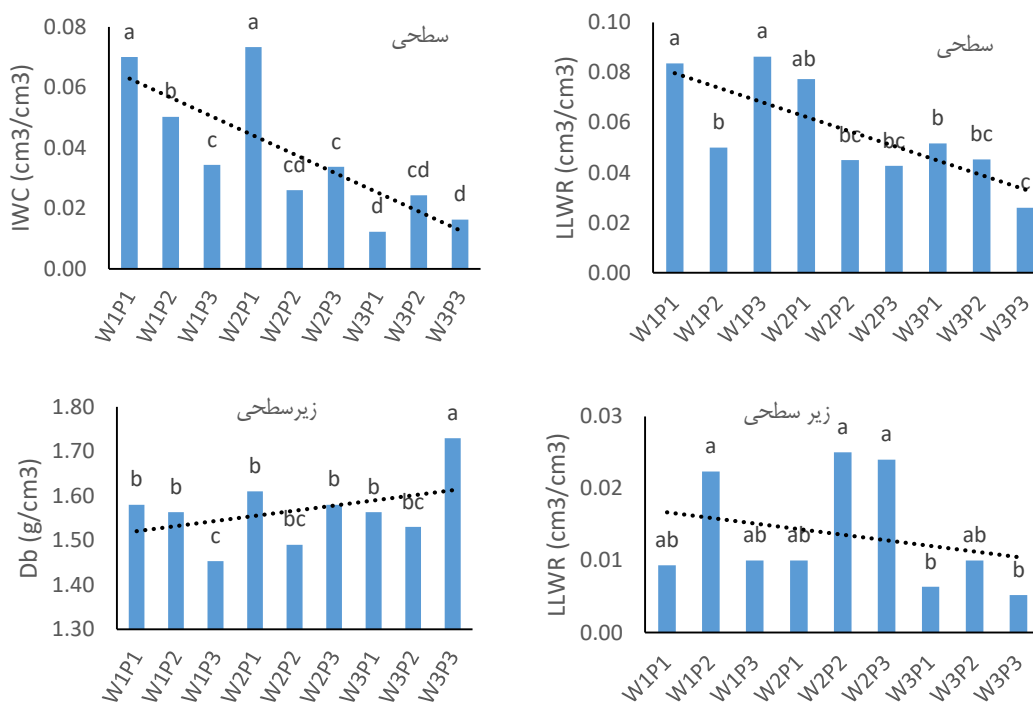 سطحی
IWC (cm3/cm3)
0.08
0.06
0.04
0.02
0.00
a
b
c
a
cd
c
d
cd
d
W1P1
W1P2
W1P3
W2P1
W2P2
W2P3
W3P1
W3P2
W3P3
سطحی
LLWR (cm3/cm3)
0.10
0.08
0.06
0.04
0.02
0.00
a
b
a
ab
bc
bc
b
bc
c
W1P1
W1P2
W1P3
W2P1
W2P2
W2P3
W3P1
W3P2
W3P3
زیرسطحی
Db (g/cm3)
1.80
1.70
1.60
1.50
1.40
1.30
b
b
c
b
bc
b
b
bc
a
W1P1
W1P2
W1P3
W2P1
W2P2
W2P3
W3P1
W3P2
W3P3
زیر سطحی
LLWR (cm3/cm3)
0.03
0.02
0.01
0.00
ab
a
ab
ab
a
a
b
ab
b
W1P1
W1P2
W1P3
W2P1
W2P2
W2P3
W3P1
W3P2
W3P3